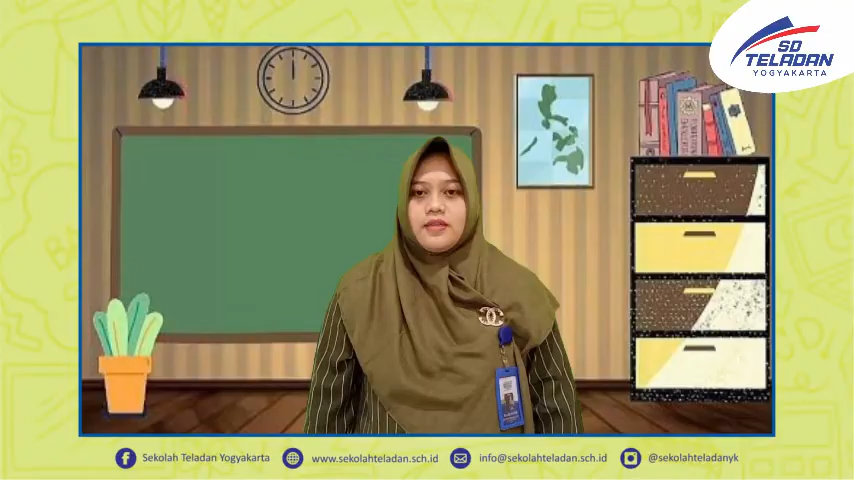 SD
TELADAN
YOGYAKARTA
Sekolah Teladan Yogyakarta
www.sekolahteladan.sch.id
info@sekolahteladan.sch.id
@sekolahteladanyk